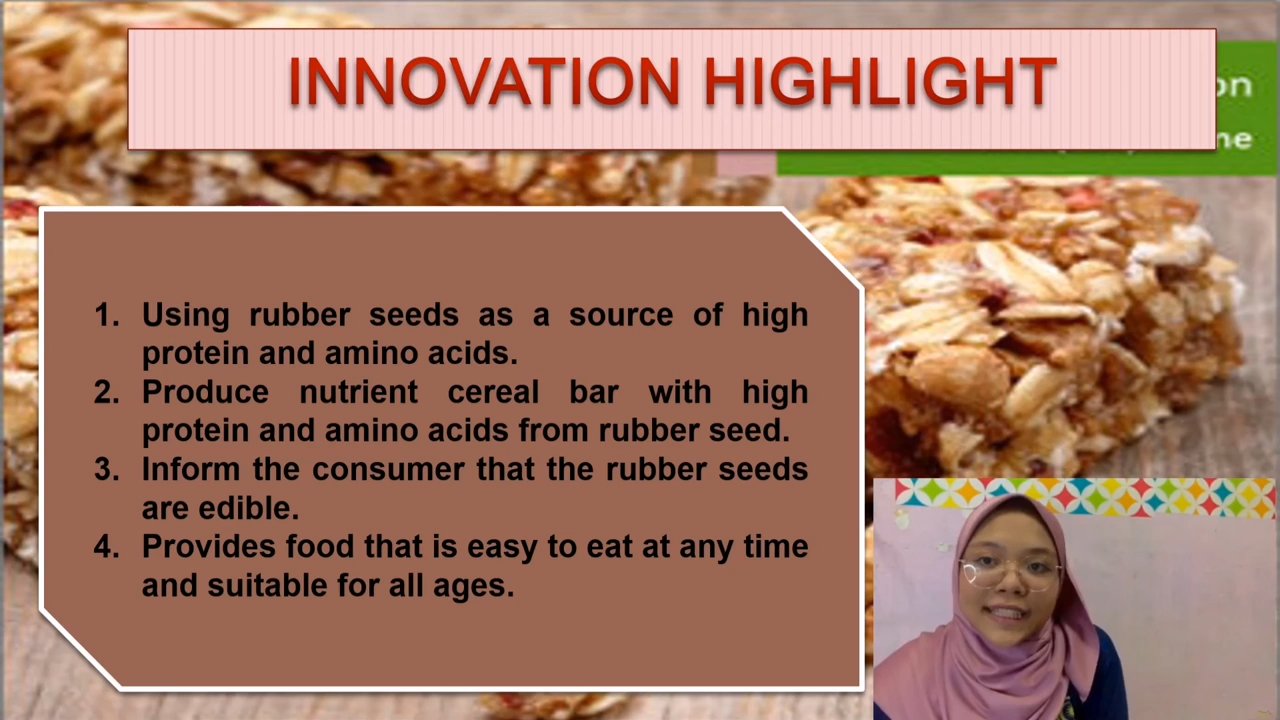 INNOVATION HIGHLIGHT
1. Using rubber seeds as a source of high
protein and amino acids.
2. Produce nutrient cereal bar with high
protein and amino acids from rubber seed.
3. Inform the consumer that the rubber seeds
are edible.
4. Provides food that is easy to eat at any time
and suitable for all ages.